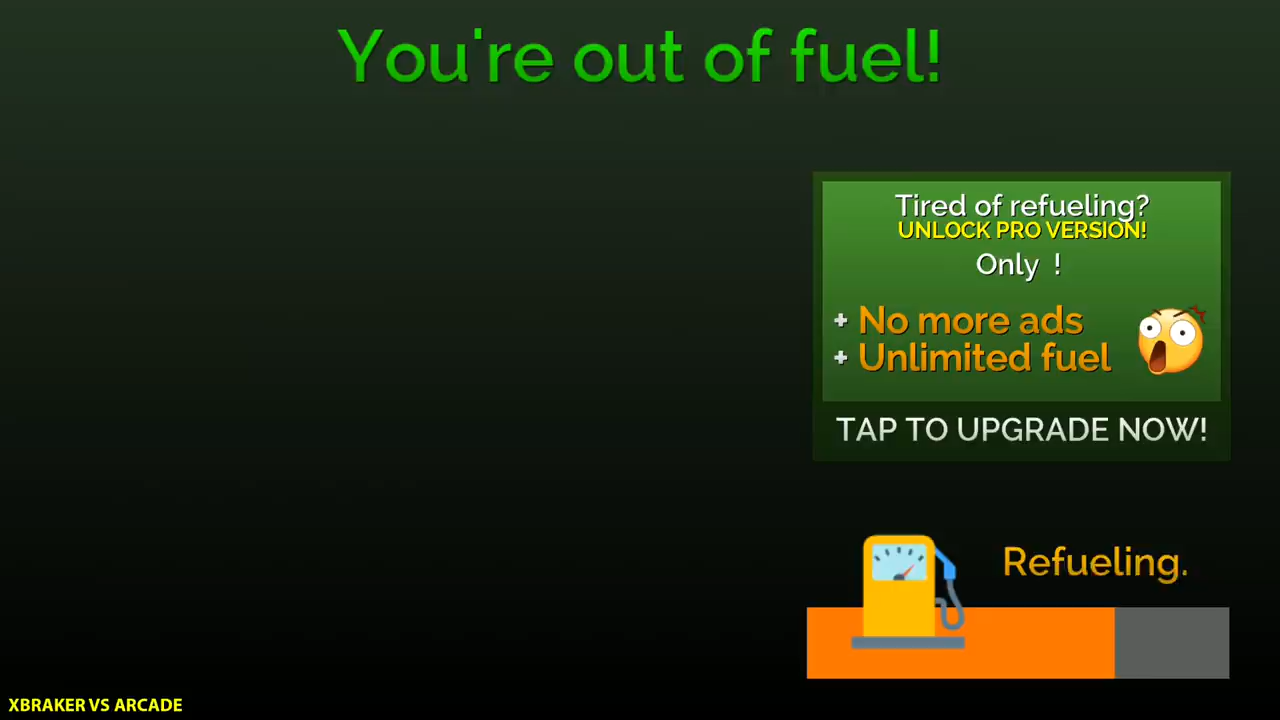 You're out of fuel!
Tired of refueling?
UNLOCK PRO VERSION!
Only !
+ No more ads
+ Unlimited fuel
TAP TO UPGRADE NOW!
Refueling.
XBRAKER VS ARCADE